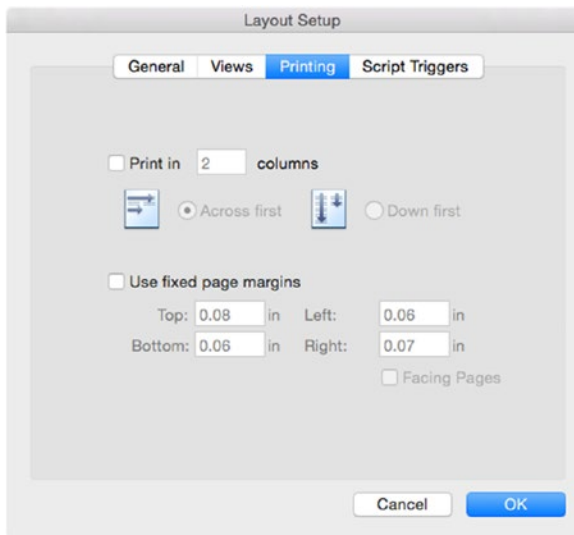 Layout Setup
General Views Printing Script Triggers
Print in 2 columns
Across first Down first
Use fixed page margins
Top: 0.08 in Left: 0.06 in
Bottom: 0.06 in Right: 0.07 in
Facing Pages
Cancel OK